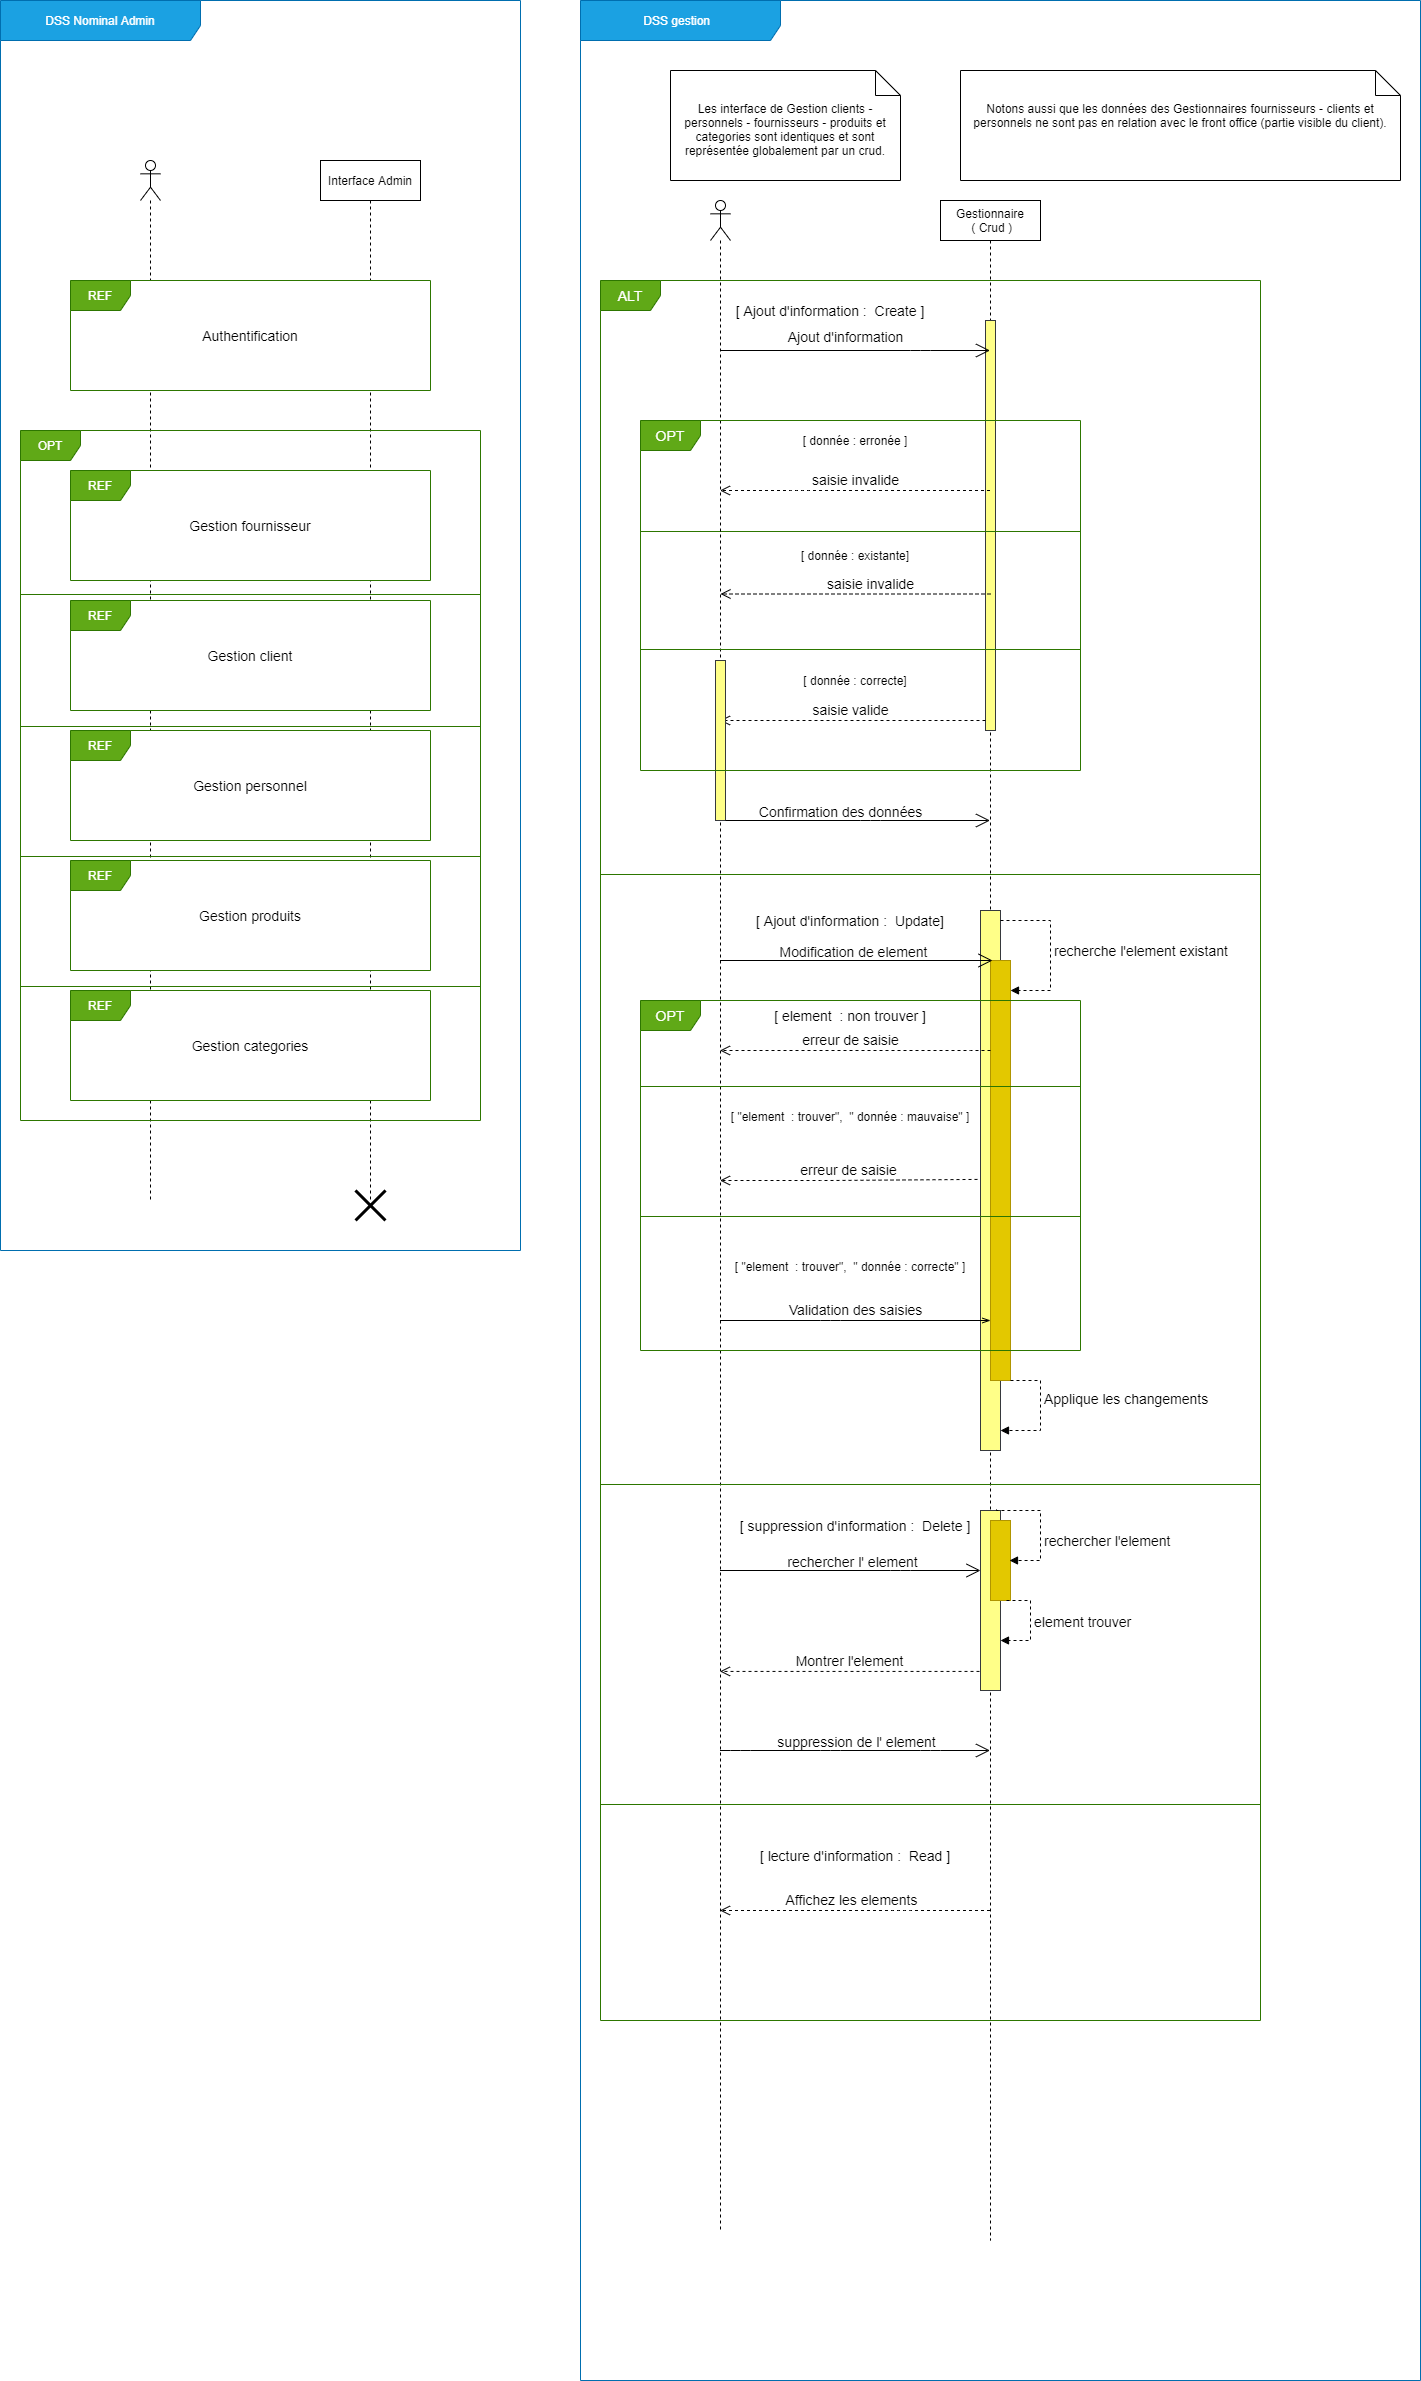 DSS Nominal Admin
Interface Admin
REF
Authentification
OPT
REF
Gestion fournisseur
REF
Gestion client
REF
Gestion personnel
REF
Gestion produits
REF
Gestion categories
DSS gestion
Les interface de Gestion clients -
personnels - fournisseurs - produits et
categories sont identiques et sont
représentée globalement par un crud.
Notons aussi que les données des Gestionnaires fournisseurs - clients et
personnels ne sont pas en relation avec le front office (partie visible du client).
Gestionnaire
( Crud )
ALT
[ Ajout d'information :  Create ]
Ajout d'information
OPT
[ donnée : erronée ]
saisie invalide
[ donnée : existante]
saisie invalide
[ donnée : correcte]
saisie valide
Confirmation des données
[ Ajout d'information :  Update]
Modification de element
recherche l'element existant
OPT
[ element  : non trouver ]
erreur de saisie
[ "element  : trouver",  " donnée : mauvaise" ]
erreur de saisie
[ "element  : trouver",  " donnée : correcte" ]
Validation des saisies
Applique les changements
[ suppression d'information :  Delete ]
rechercher l'element
rechercher l' element
element trouver
Montrer l'element
suppression de l' element
[ lecture d'information :  Read ]
Affichez les elements